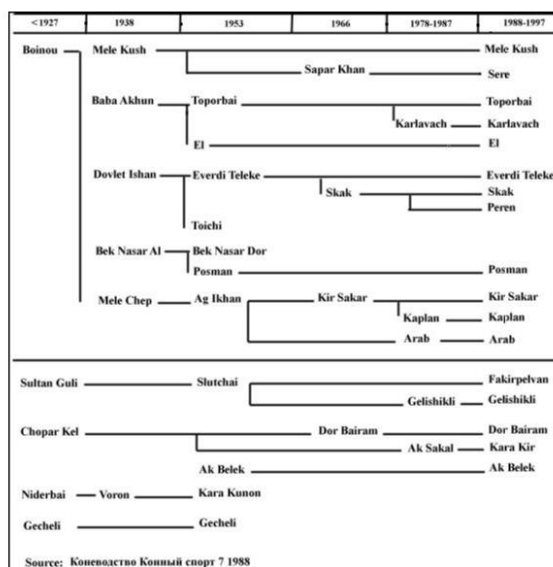 <1927 1938 1953 1966 1978-1987 1988-1997
Boinou Mele Kush Mele Kush
Sapar Khan Sere
Baba Akhun Toporbai Toporbai
Karlavach Karlavach
El El
Dovlet Ishan Everdi Teleke Everdi Teleke
Skak Skak
Peren
Toichi
Bek Nasar Al Bek Nasar Dor
Posman Posman
Mele Chep Ag Ikhan Kir Sakar Kir Sakar
Kaplan Kaplan
Arab Arab
Sultan Guli Slutchai Fakirpelvan
Gelishikli Gelishikli
Chopar Kel Dor Bairam Dor Bairam
Ak Sakal Kara Kir
Ak Belek Ak Belek
Niderbai Voron Kara Kunon
Gecheli Gecheli
Source: Коневодство Конный спорт 7 1988